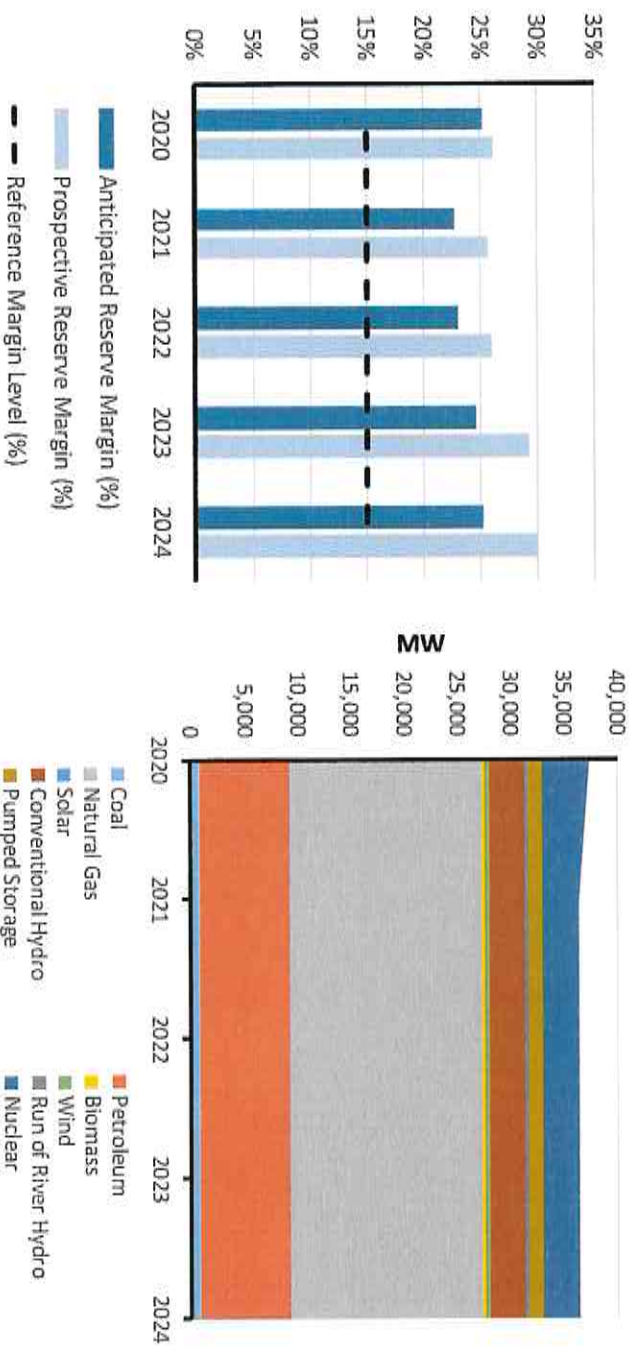 35%
30%
25%
20%
15%
10%
5%
0%
2020
2021
2022
2023
2024
Anticipated Reserve Margin (%)
Prospective Reserve Margin (%)
Reference Margin Level (%)
MW
40,000
35,000
30,000
25,000
20,000
15,000
10,000
5,000
0
2020
2021
2022
2023
2024
Coal
Petroleum
Natural Gas
Biomass
Solar
Wind
Conventional Hydro
Run of River Hydro
Pumped Storage
Nuclear